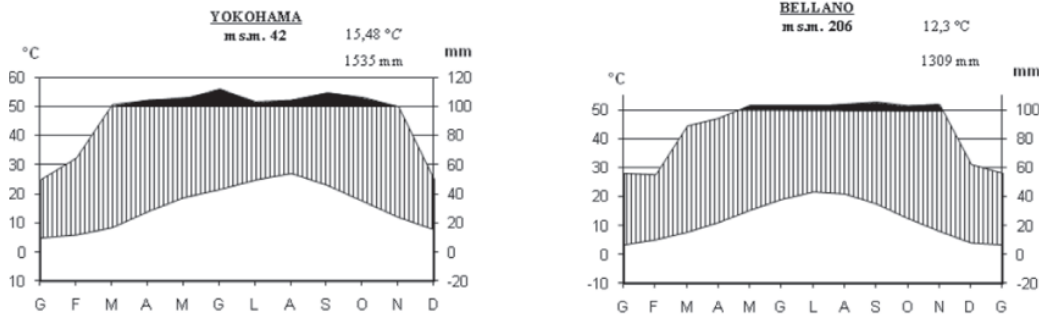 YOKOHAMA
m s.m. 42
15,48 °C
1535 mm
°C
mm
60
50
40
30
20
10
0
10
120
100
80
60
40
20
0
-20
G F M A M G L A S O N D
BELLANO
m s.m. 206
12,3 °C
1309 mm
°C
mm
50
40
30
20
10
0
-10
100
80
60
40
20
0
-20
G F M A M G L A S O N D G